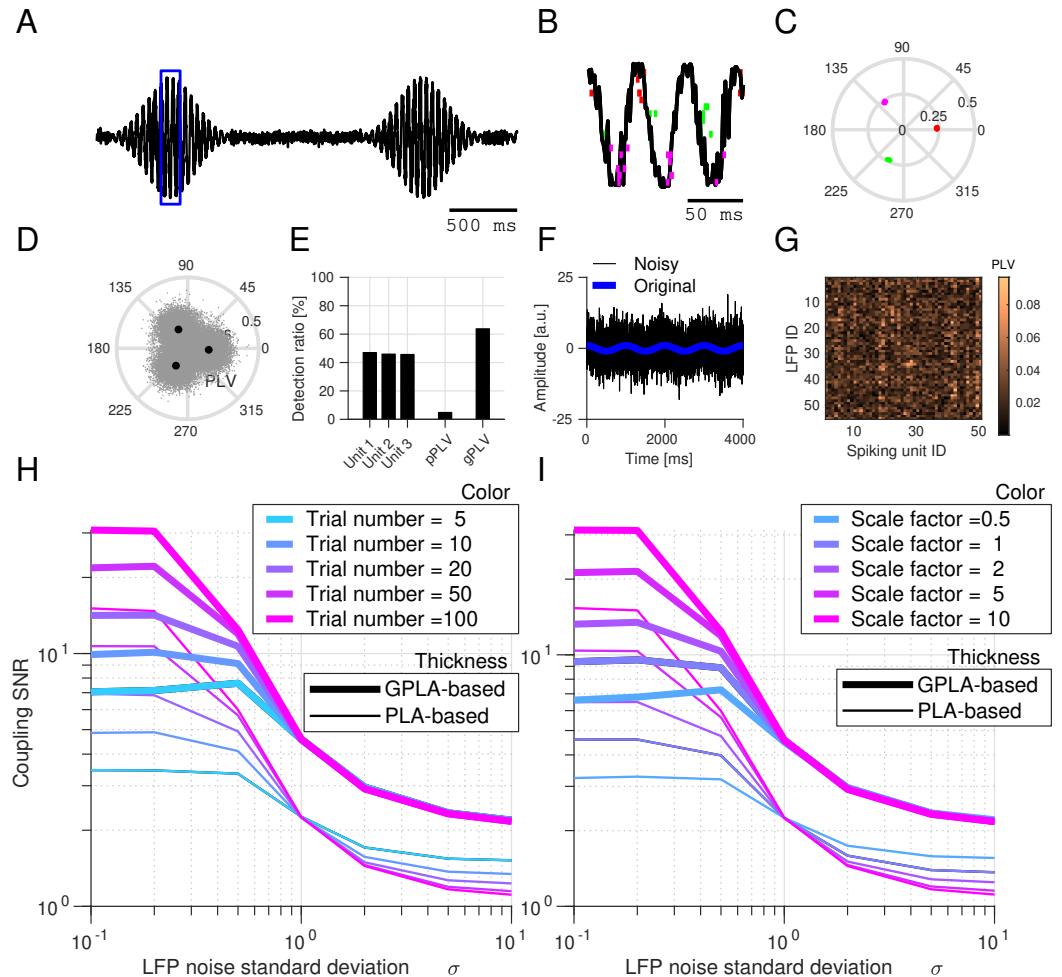 A
500 ms
B
50 ms
C
90
135
45
0.5
0.25
180
0
0
225
315
270
D
90
135
45
0.5
180
0
PLV
225
315
270
E
Detection ratio [%]
100
80
60
40
20
0
Unit 1
Unit 2
Unit 3
pPLV
gPLV
F
Noisy
Original
Amplitude [a.u.]
25
0
-25
0
2000
4000
Time [ms]
G
PLV
LFP ID
10
20
30
40
50
10
30
50
Spiking unit ID
0.08
0.06
0.04
0.02
H
Color
Trial number = 5
Trial number = 10
Trial number = 20
Trial number = 50
Trial number =100
Thickness
GPLA-based
PLA-based
Coupling SNR
10^1
10^0
10^-1
10^0
10^1
LFP noise standard deviation σ
I
Color
Scale factor =0.5
Scale factor = 1
Scale factor = 2
Scale factor = 5
Scale factor = 10
Thickness
GPLA-based
PLA-based
10^1
10^0
10^-1
10^0
10^1
LFP noise standard deviation σ